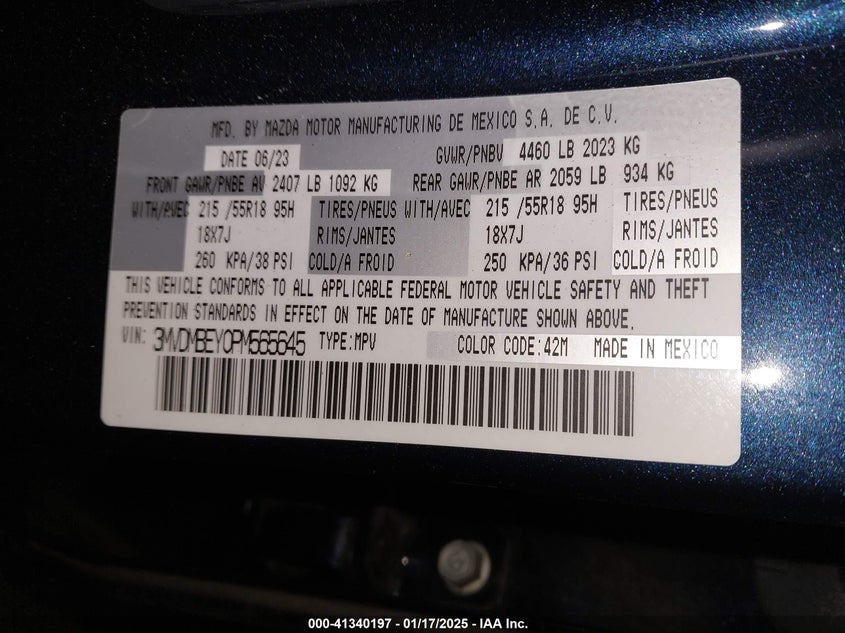 MFD. BY MAZDA MOTOR MANUFACTURING DE MEXICO S.A. DE C.V.
DATE 06/23 GVWR/PNBV 4460 LB 2023 KG
FRONT GAWR/PNBE AV 2407 LB 1092 KG REAR GAWR/PNBE AR 2059 LB 934 KG
WITH/AVEC 215 /55R18 95H TIRES/PNEUS WITH/AVEC 215 /55R18 95H TIRES/PNEUS
18X7J RIMS/JANTES 18X7J RIMS/JANTES
260 KPA/38 PSI COLD/A FROID 250 KPA/36 PSI COLD/A FROID
THIS VEHICLE CONFORMS TO ALL APPLICABLE FEDERAL MOTOR VEHICLE SAFETY AND THEFT
PREVENTION STANDARDS IN EFFECT ON THE DATE OF MANUFACTURE SHOWN ABOVE.
VIN: 3MVDMBEY0PM565645 TYPE:MPV COLOR CODE:42M MADE IN MEXICO
000-41340197 - 01/17/2025 - IAA Inc.